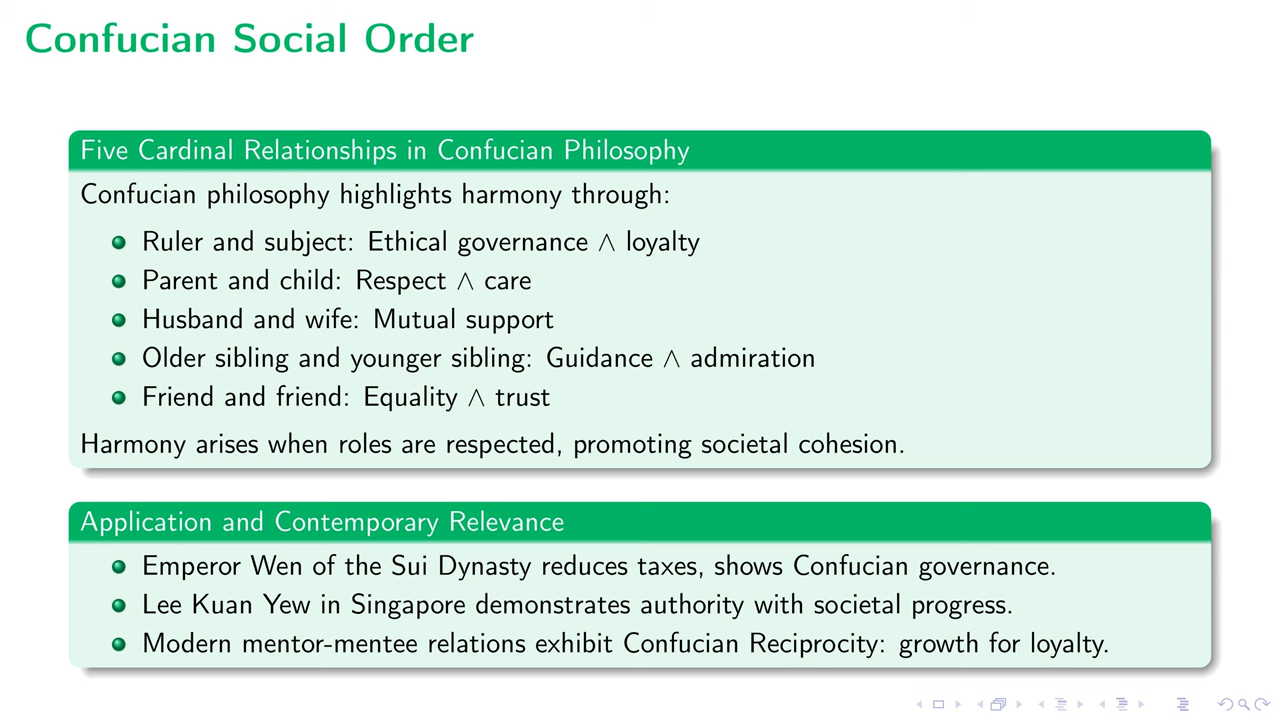 Confucian Social Order
Five Cardinal Relationships in Confucian Philosophy
Confucian philosophy highlights harmony through:
Ruler and subject: Ethical governance ∧ loyalty
Parent and child: Respect ∧ care
Husband and wife: Mutual support
Older sibling and younger sibling: Guidance ∧ admiration
Friend and friend: Equality ∧ trust
Harmony arises when roles are respected, promoting societal cohesion.
Application and Contemporary Relevance
Emperor Wen of the Sui Dynasty reduces taxes, shows Confucian governance.
Lee Kuan Yew in Singapore demonstrates authority with societal progress.
Modern mentor-mentee relations exhibit Confucian Reciprocity: growth for loyalty.